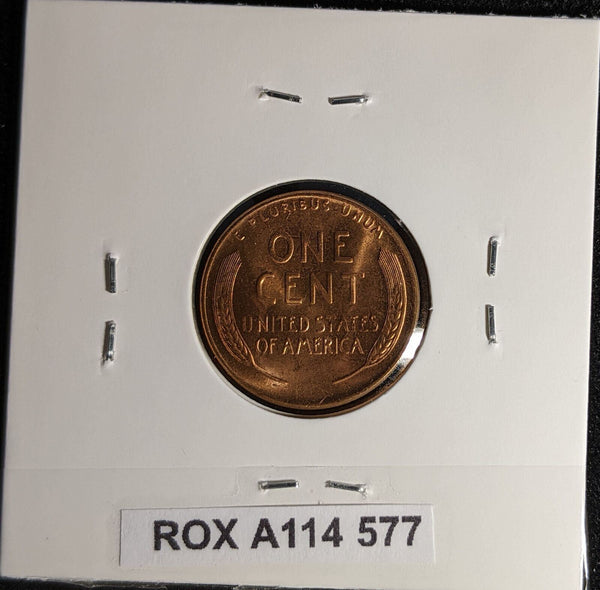 E · PLURIBUS · UNUM
ONE
CENT
UNITED STATES
OF AMERICA
ROX A114 577